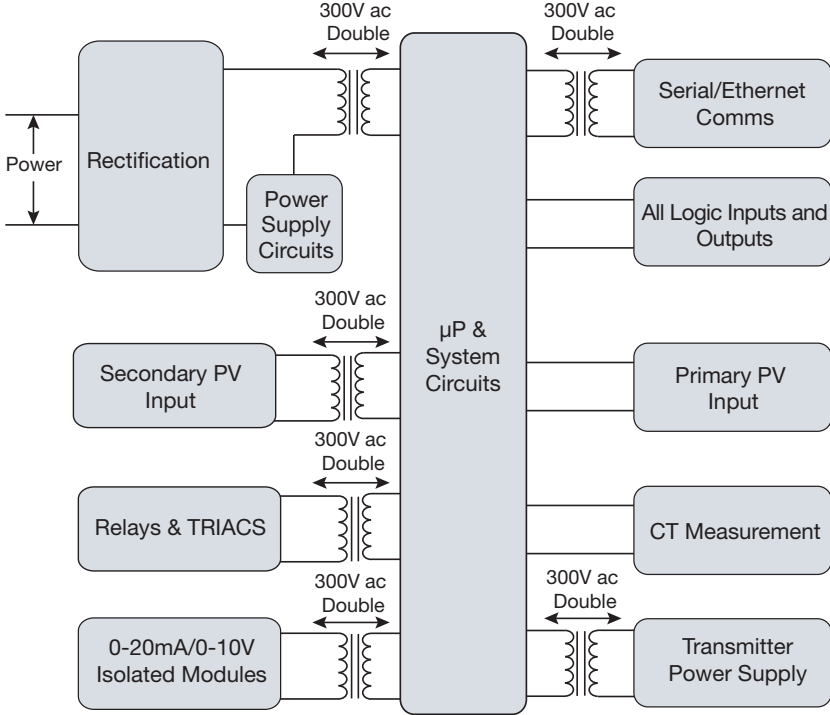 300V ac
Double
300V ac
Double
Power
Rectification
Power
Supply
Circuits
Serial/Ethernet
Comms
All Logic Inputs and
Outputs
300V ac
Double
Secondary PV
Input
µP &
System
Circuits
Primary PV
Input
300V ac
Double
Relays & TRIACS
CT Measurement
300V ac
Double
0-20mA/0-10V
Isolated Modules
300V ac
Double
Transmitter
Power Supply